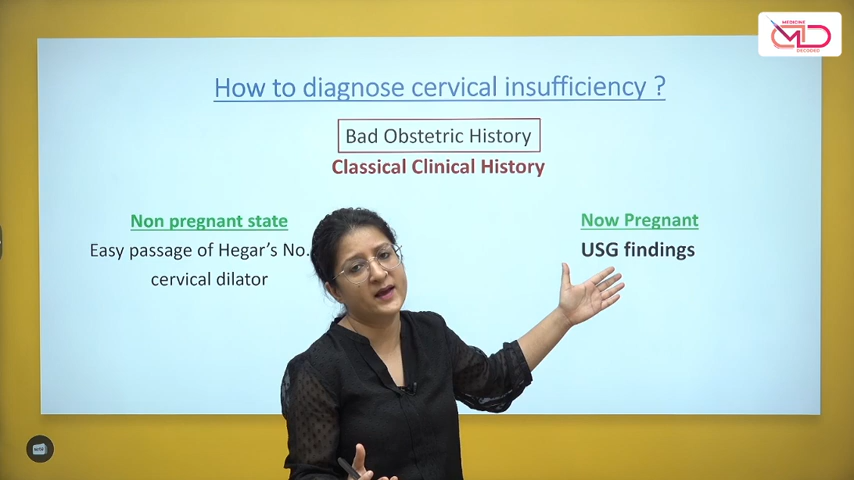 MEDICINE
MD
DECODED
How to diagnose cervical insufficiency ?
Bad Obstetric History
Classical Clinical History
Non pregnant state
Easy passage of Hegar's No.
cervical dilator
Now Pregnant
USG findings